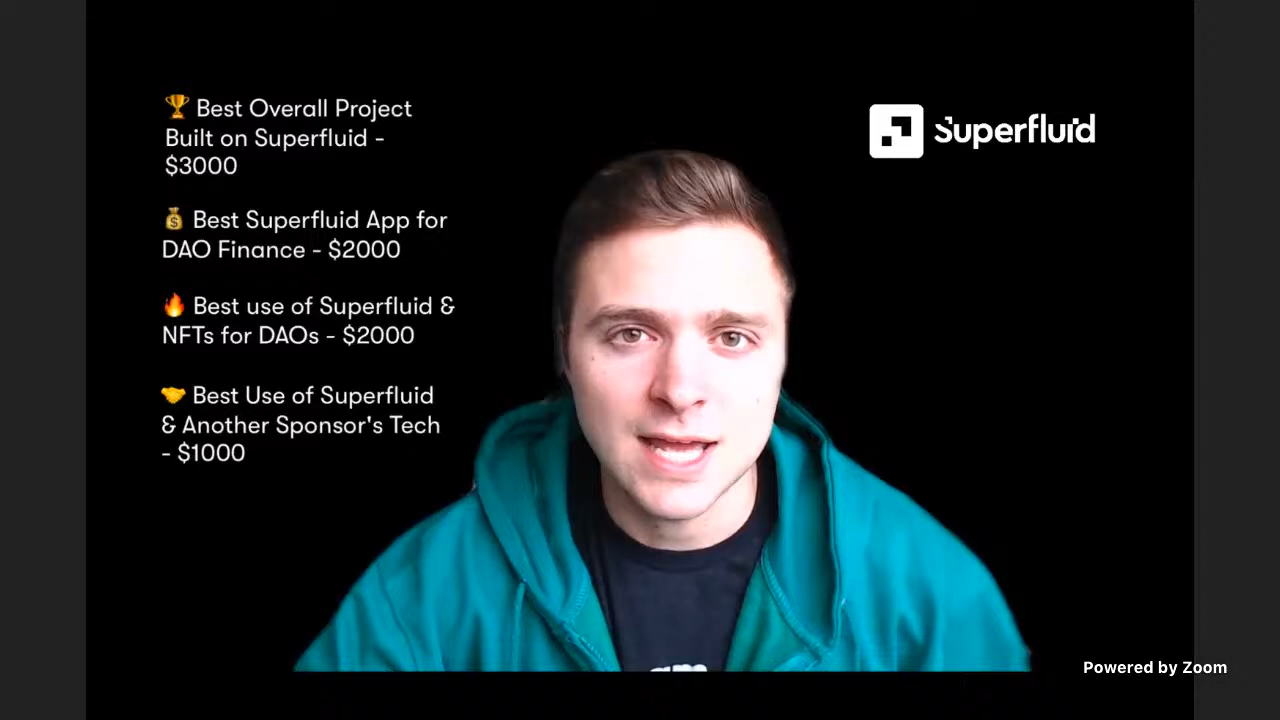 🏆 Best Overall Project
Built on Superfluid -
$3000
💰 Best Superfluid App for
DAO Finance - $2000
🔥 Best use of Superfluid &
NFTs for DAOs - $2000
🤝 Best Use of Superfluid
& Another Sponsor's Tech
- $1000
Superfluid
Powered by Zoom